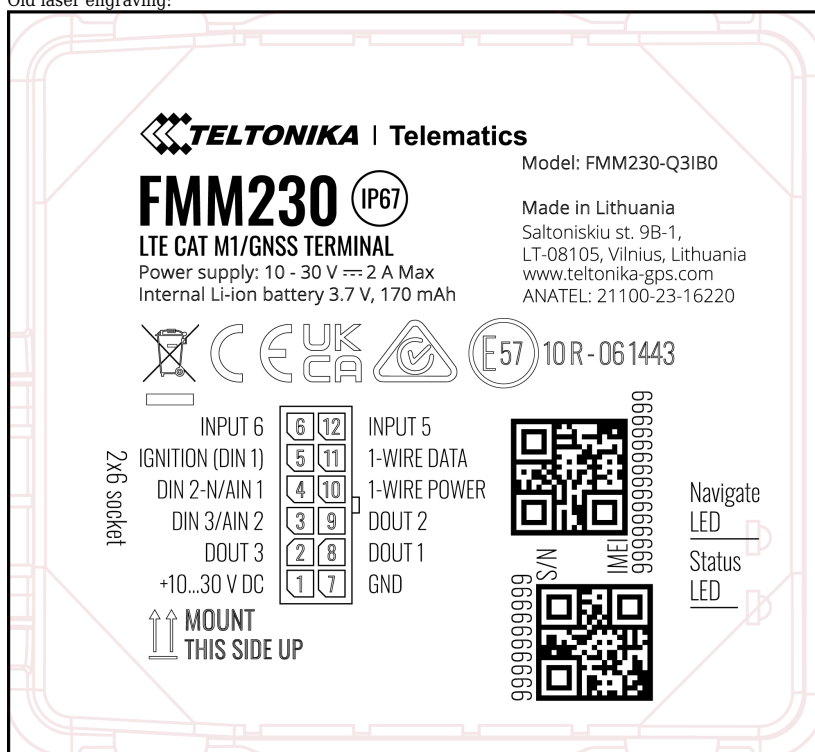 Old laser engraving:
TELTONIKA | Telematics
FMM230 IP67
LTE CAT M1/GNSS TERMINAL
Power supply: 10 - 30 V ⎓ 2 A Max
Internal Li-ion battery 3.7 V, 170 mAh
Model: FMM230-Q3IB0
Made in Lithuania
Saltoniskiu st. 9B-1,
LT-08105, Vilnius, Lithuania
www.teltonika-gps.com
ANATEL: 21100-23-16220
CE UK CA E57 10 R - 06 1443
2x6 socket
INPUT 6 6 12 INPUT 5
IGNITION (DIN 1) 5 11 1-WIRE DATA
DIN 2-N/AIN 1 4 10 1-WIRE POWER
DIN 3/AIN 2 3 9 DOUT 2
DOUT 3 2 8 DOUT 1
+10...30 V DC 1 7 GND
MOUNT
THIS SIDE UP
IMEI
S/N
Navigate
LED
Status
LED